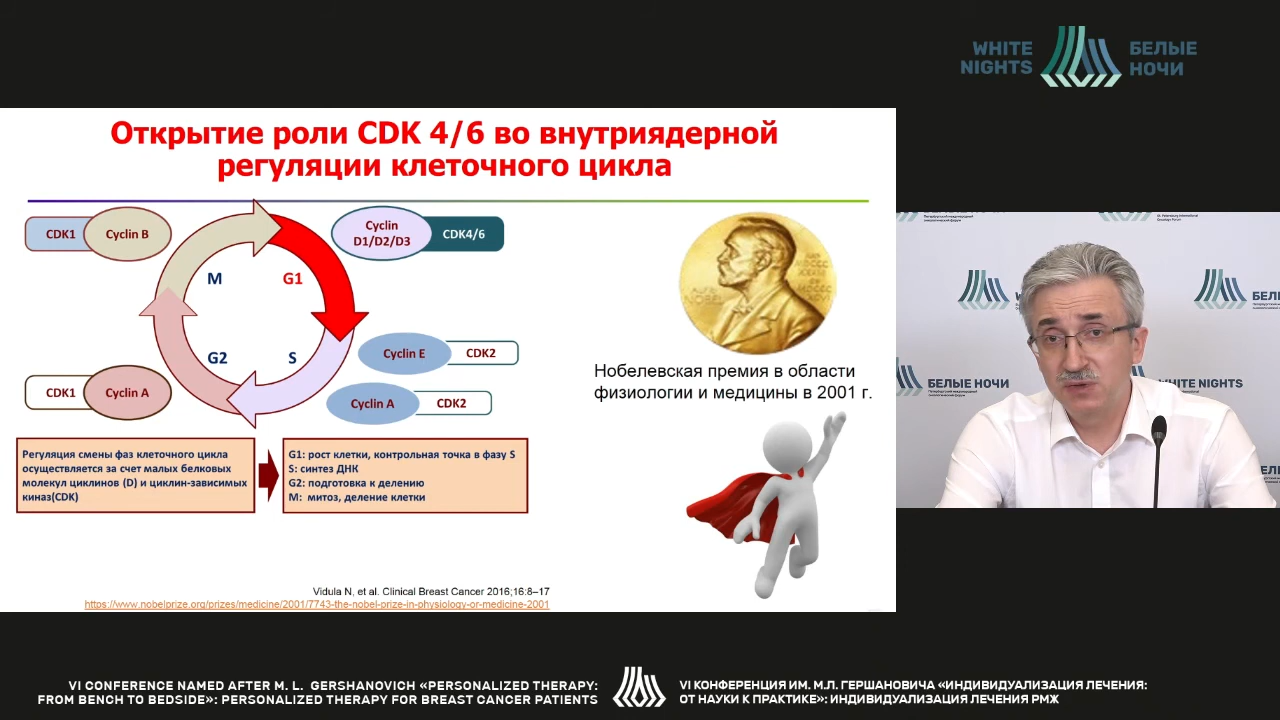 WHITE
NIGHTS
БЕЛЫЕ
НОЧИ
Открытие роли CDK 4/6 во внутриядерной
регуляции клеточного цикла
CDK1
Cyclin B
Cyclin
D1/D2/D3
CDK4/6
M
G1
G2
S
Cyclin E
CDK2
CDK1
Cyclin A
Cyclin A
CDK2
Регуляция смены фаз клеточного цикла
осуществляется за счет малых белковых
молекул циклинов (D) и циклин-зависимых
киназ(CDK)
G1: рост клетки, контрольная точка в фазу S
S: синтез ДНК
G2: подготовка к делению
M: митоз, деление клетки
Нобелевская премия в области
физиологии и медицины в 2001 г.
Vidula N, et al. Clinical Breast Cancer 2016;16:8–17
https://www.nobelprize.org/prizes/medicine/2001/7743-the-nobel-prize-in-physiology-or-medicine-2001
БЕЛЫЕ НОЧИ
WHITE NIGHTS
VI CONFERENCE NAMED AFTER M. L. GERSHANOVICH «PERSONALIZED THERAPY:
FROM BENCH TO BEDSIDE»: PERSONALIZED THERAPY FOR BREAST CANCER PATIENTS
VI КОНФЕРЕНЦИЯ ИМ. М.Л. ГЕРШАНОВИЧА «ИНДИВИДУАЛИЗАЦИЯ ЛЕЧЕНИЯ:
ОТ НАУКИ К ПРАКТИКЕ»: ИНДИВИДУАЛИЗАЦИЯ ЛЕЧЕНИЯ РМЖ